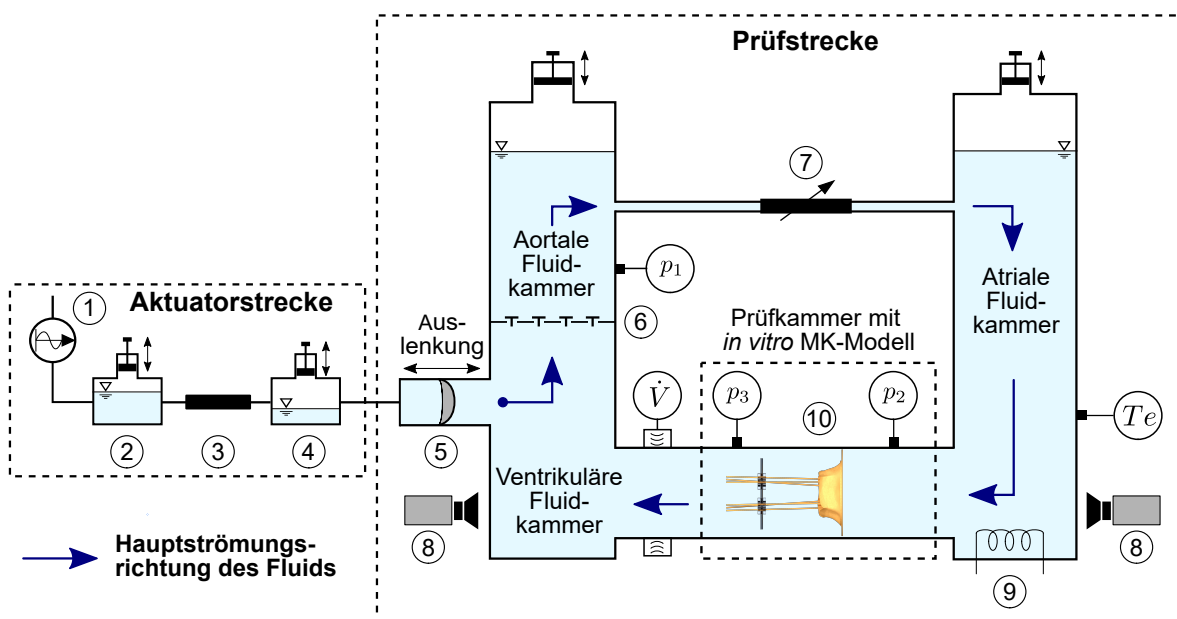 Prüfstrecke
7
Aortale
Fluid-
kammer
p1
Atriale
Fluid-
kammer
Aktuatorstrecke
1
6
Aus-
lenkung
Prüfkammer mit
in vitro MK-Modell
V̇
p3
10
p2
Te
2
3
4
5
Ventrikuläre
Fluid-
kammer
8
8
9
Hauptströmungs-
richtung des Fluids